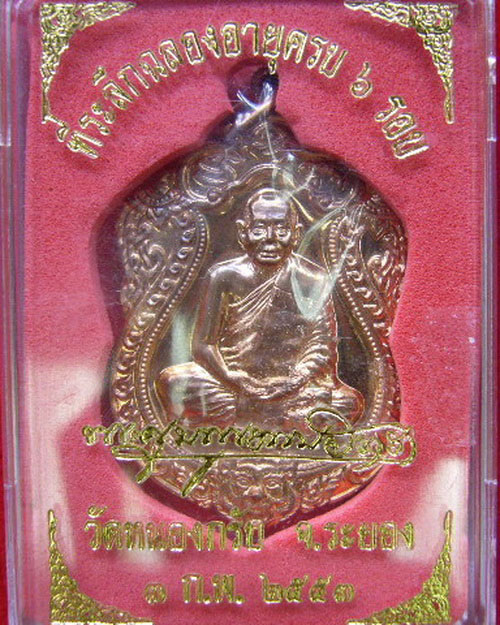 ที่ระลึกฉลองอายุครบ ๖ รอบ
วัดหนองกรับ จ.ระยอง
๓ ก.พ. ๒๕๕๓